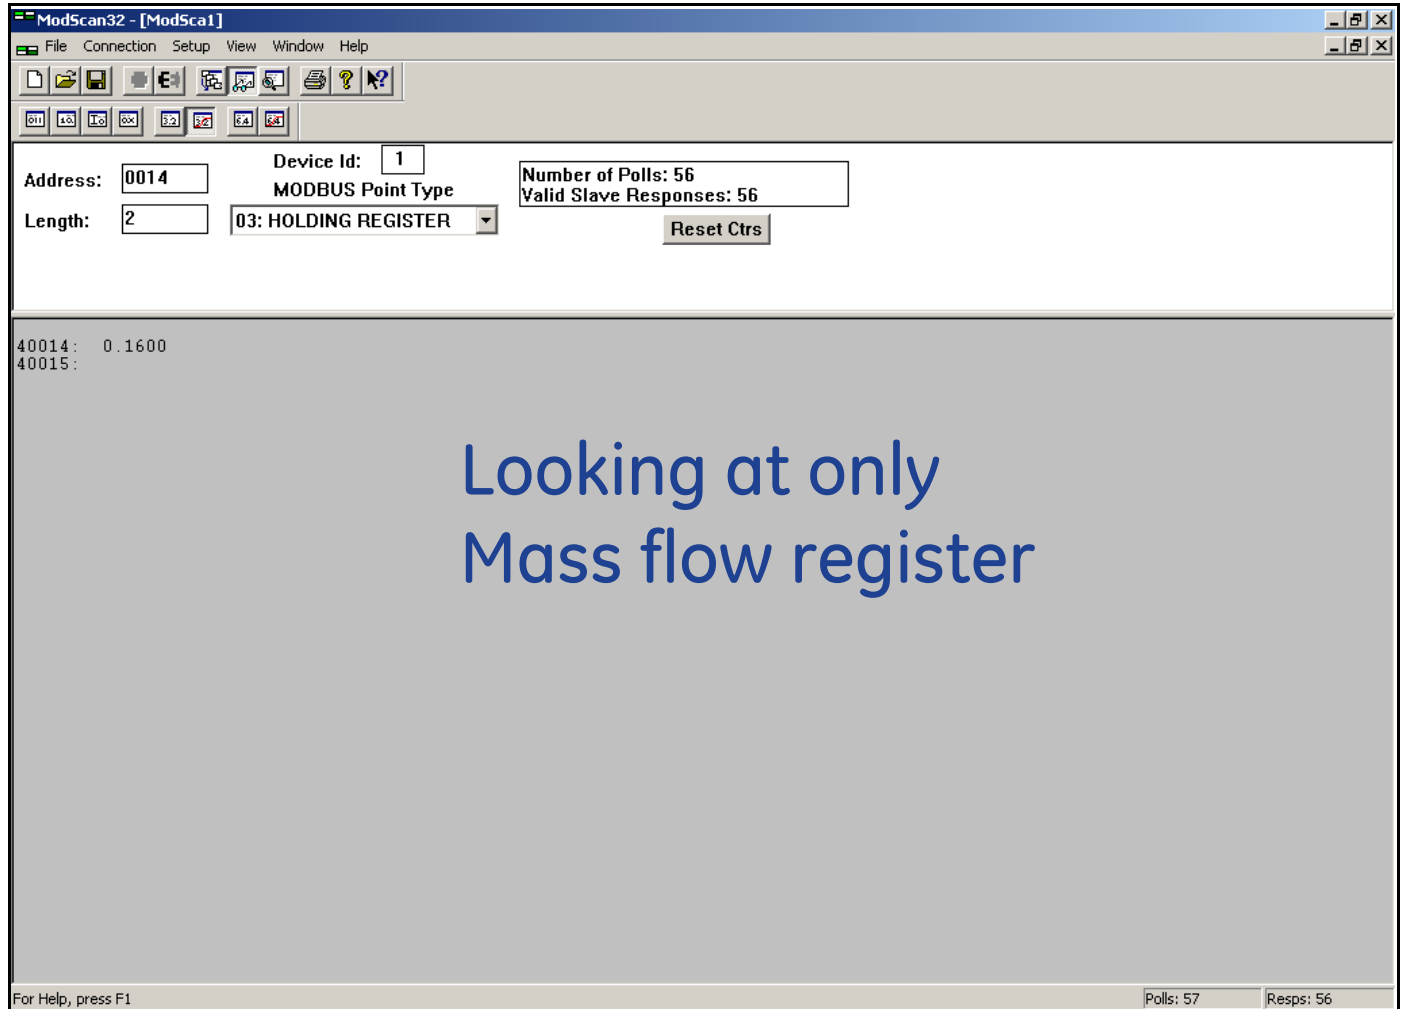 ModScan32 - [ModSca1]
File Connection Setup View Window Help
Address: 0014
Device Id: 1
MODBUS Point Type
Length: 2
03: HOLDING REGISTER
Number of Polls: 56
Valid Slave Responses: 56
Reset Ctrs
40014: 0.1600
40015:
Looking at only
Mass flow register
For Help, press F1
Polls: 57
Resps: 56